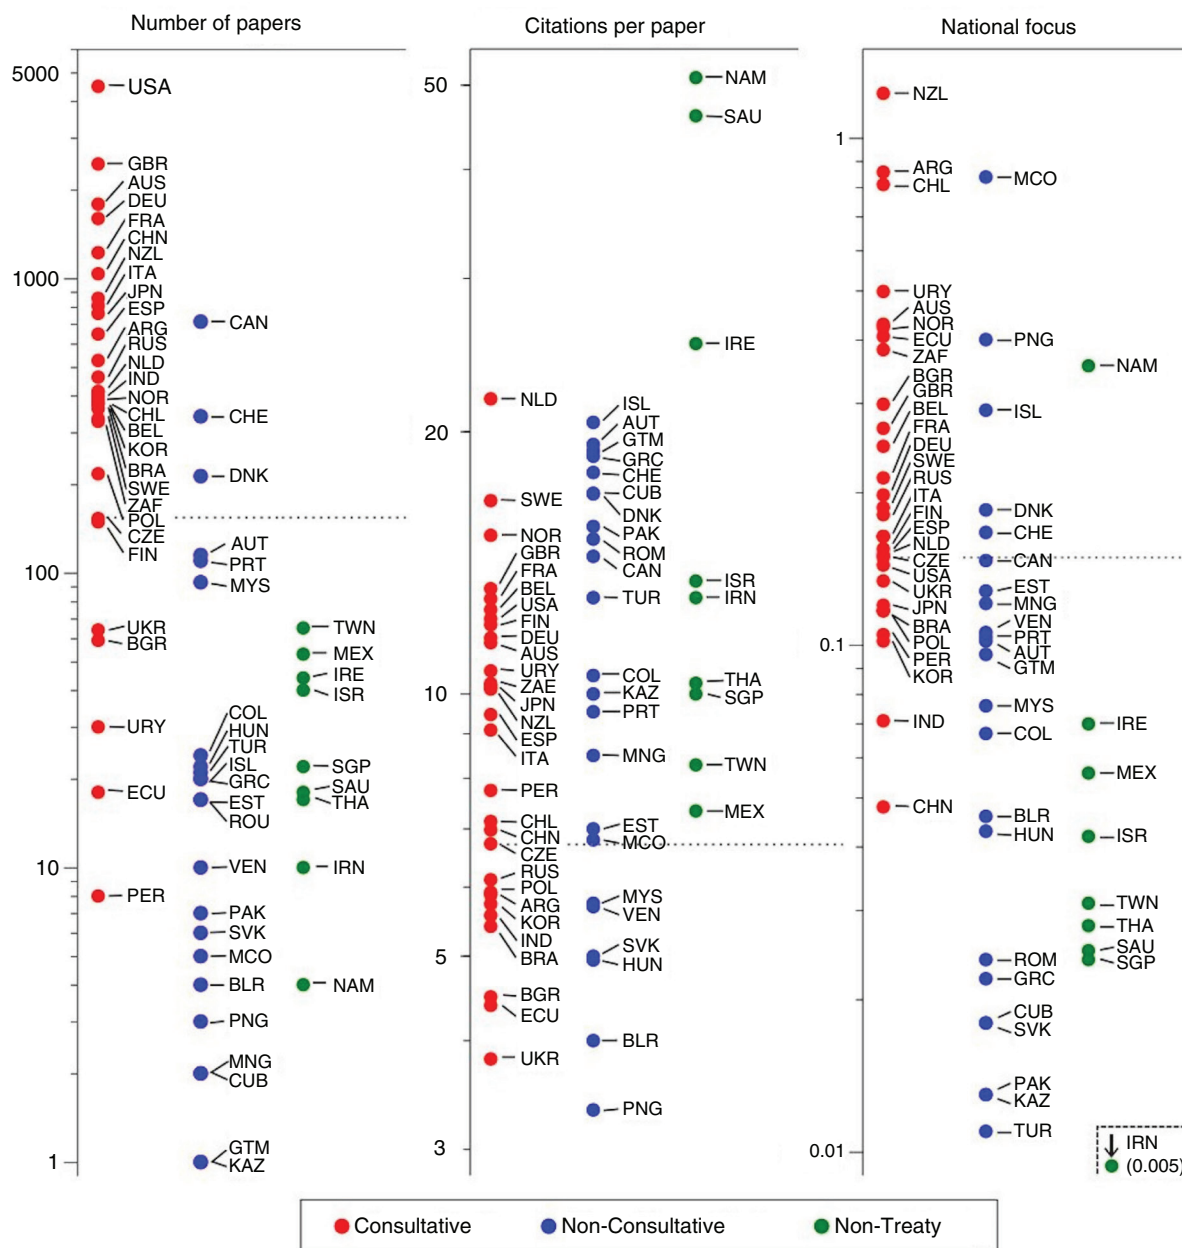 Number of papers
5000
1000
100
10
1
USA
GBR
AUS
DEU
FRA
CHN
NZL
ITA
JPN
ESP
ARG
RUS
NLD
IND
NOR
CHL
BEL
KOR
BRA
SWE
ZAF
POL
CZE
FIN
UKR
BGR
URY
ECU
PER
CAN
CHE
DNK
AUT
PRT
MYS
COL
HUN
TUR
ISL
GRC
EST
ROU
VEN
PAK
SVK
MCO
BLR
PNG
MNG
CUB
GTM
KAZ
TWN
MEX
IRE
ISR
SGP
SAU
THA
IRN
NAM
Citations per paper
50
20
10
5
3
NLD
SWE
NOR
GBR
FRA
BEL
USA
FIN
DEU
AUS
URY
ZAE
JPN
NZL
ESP
ITA
PER
CHL
CHN
CZE
RUS
POL
ARG
KOR
IND
BRA
BGR
ECU
UKR
ISL
AUT
GTM
GRC
CHE
CUB
DNK
PAK
ROM
CAN
TUR
COL
KAZ
PRT
MNG
EST
MCO
MYS
VEN
SVK
HUN
BLR
PNG
NAM
SAU
IRE
ISR
IRN
THA
SGP
TWN
MEX
National focus
1
0.1
0.01
NZL
ARG
CHL
URY
AUS
NOR
ECU
ZAF
BGR
GBR
BEL
FRA
DEU
SWE
RUS
ITA
FIN
ESP
NLD
CZE
USA
UKR
JPN
BRA
POL
PER
KOR
IND
CHN
MCO
PNG
ISL
DNK
CHE
CAN
EST
MNG
VEN
PRT
AUT
GTM
MYS
COL
BLR
HUN
ROM
GRC
CUB
SVK
PAK
KAZ
TUR
NAM
IRE
MEX
ISR
TWN
THA
SAU
SGP
IRN
(0.005)
Consultative
Non-Consultative
Non-Treaty